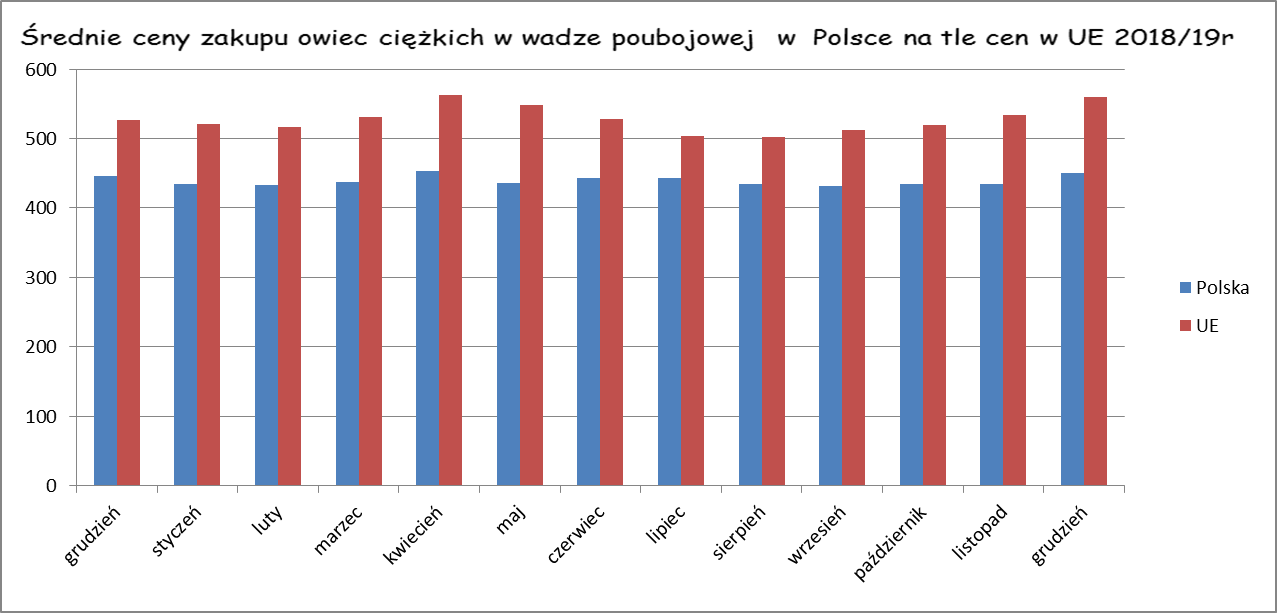 Średnie ceny zakupu owiec ciężkich w wadze poubojowej w Polsce na tle cen w UE 2018/19r
600
500
400
300
200
100
0
Polska
UE
grudzień
styczeń
luty
marzec
kwiecień
maj
czerwiec
lipiec
sierpień
wrzesień
październik
listopad
grudzień